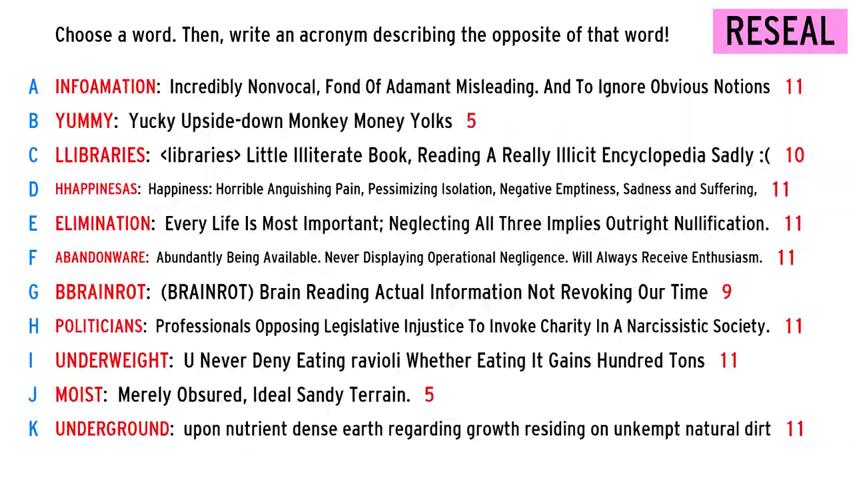 Choose a word. Then, write an acronym describing the opposite of that word!
RESEAL
A INFOAMATION: Incredibly Nonvocal, Fond Of Adamant Misleading. And To Ignore Obvious Notions 11
B YUMMY: Yucky Upside-down Monkey Money Yolks 5
C LLIBRARIES: <libraries> Little Illiterate Book, Reading A Really Illicit Encyclopedia Sadly :( 10
D HHAPPINESAS: Happiness: Horrible Anguishing Pain, Pessimizing Isolation, Negative Emptiness, Sadness and Suffering, 11
E ELIMINATION: Every Life Is Most Important; Neglecting All Three Implies Outright Nullification. 11
F ABANDONWARE: Abundantly Being Available. Never Displaying Operational Negligence. Will Always Receive Enthusiasm. 11
G BBRAINROT: (BRAINROT) Brain Reading Actual Information Not Revoking Our Time 9
H POLITICIANS: Professionals Opposing Legislative Injustice To Invoke Charity In A Narcissistic Society. 11
I UNDERWEIGHT: U Never Deny Eating ravioli Whether Eating It Gains Hundred Tons 11
J MOIST: Merely Obsured, Ideal Sandy Terrain. 5
K UNDERGROUND: upon nutrient dense earth regarding growth residing on unkempt natural dirt 11